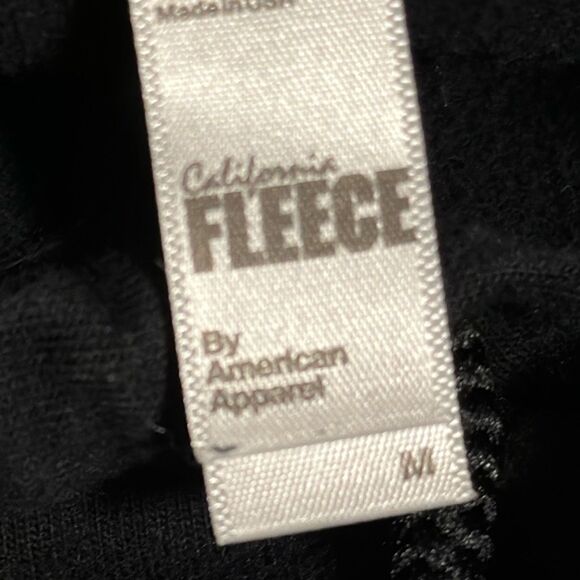 Made in USA
California
FLEECE
By
American
Apparel
M